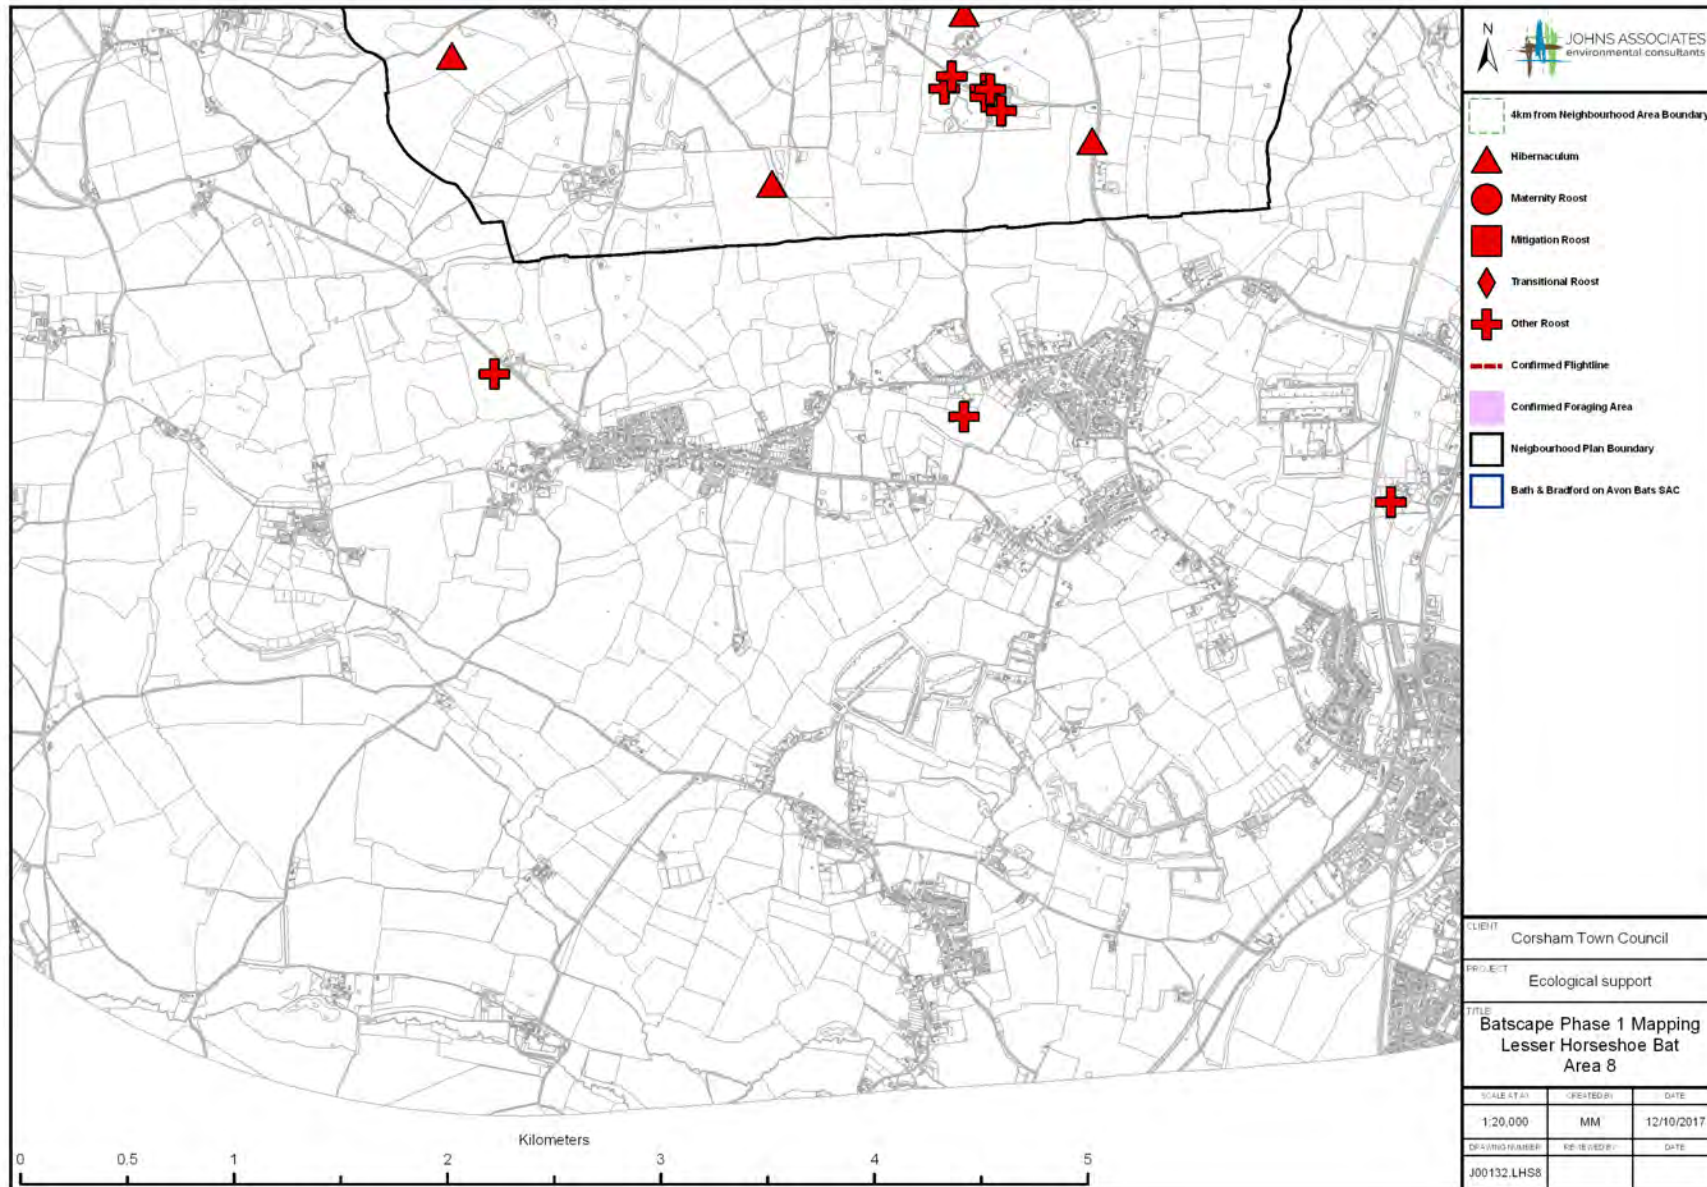 N
JOHNS ASSOCIATES
environmental consultants
4km from Neighbourhood Area Boundary
Hibernaculum
Maternity Roost
Mitigation Roost
Transitional Roost
Other Roost
Confirmed Flightline
Confirmed Foraging Area
Neigbourhood Plan Boundary
Bath & Bradford on Avon Bats SAC
CLIENT
Corsham Town Council
PROJECT
Ecological support
TITLE
Batscape Phase 1 Mapping
Lesser Horseshoe Bat
Area 8
SCALE AT A3 CREATED BY DATE
1:20,000 MM 12/10/2017
DRAWING NUMBER REVIEWED BY DATE
J00132.LHS8
Kilometers
0 0.5 1 2 3 4 5